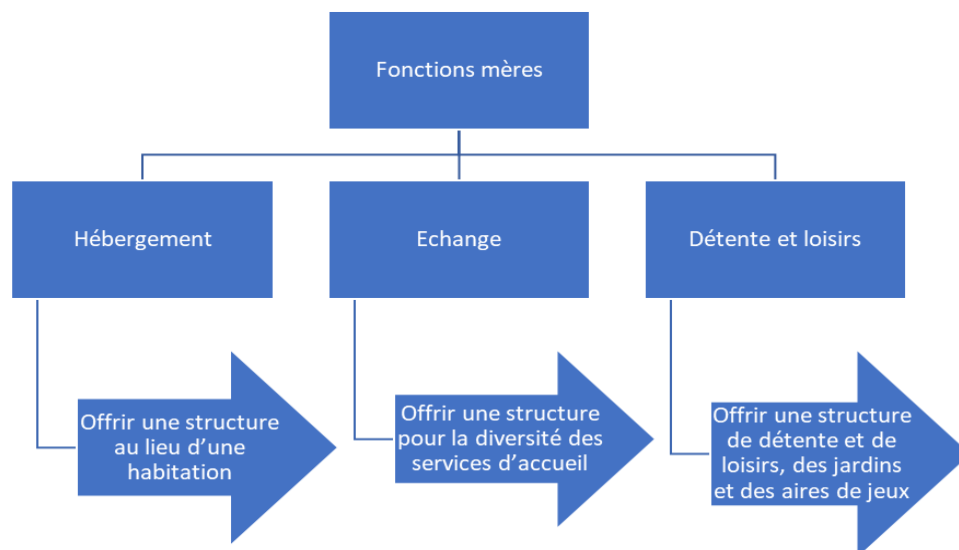 Fonctions mères
Hébergement
Echange
Détente et loisirs
Offrir une structure
au lieu d’une
habitation
Offrir une structure
pour la diversité des
services d’accueil
Offrir une structure
de détente et de
loisirs, des jardins
et des aires de jeux